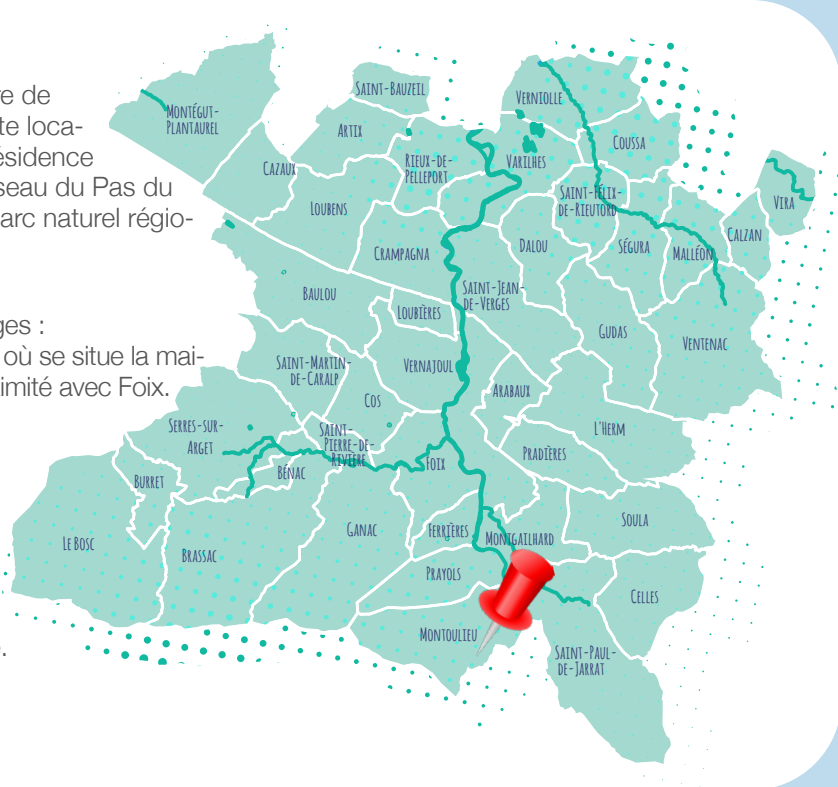 re de
te loca-
ésidence
seau du Pas du
arc naturel régio-
ges :
où se situe la mai-
imité avec Foix.
.
Montégut-
Plantaurel
Saint-Bauzeil
Artix
Cazaux
Loubens
Rieux-de-
Pelleport
Verniolle
Varilhes
Coussa
Saint-Félix-
de-Rieutord
Vira
Calzan
Malléon
Ségura
Dalou
Crampagna
Saint-Jean-
de-Verges
Baulou
Loubières
Gudas
Ventenac
Saint-Martin-
de-Caralp
Vernajoul
Cos
Arabaux
L'Herm
Pradières
Serres-sur-
Arget
Saint-
Pierre-de-
Rivière
Bénac
Burret
Foix
Le Bosc
Brassac
Ganac
Ferrières
Montgailhard
Soula
Prayols
Celles
Montoulieu
Saint-Paul-
de-Jarrat